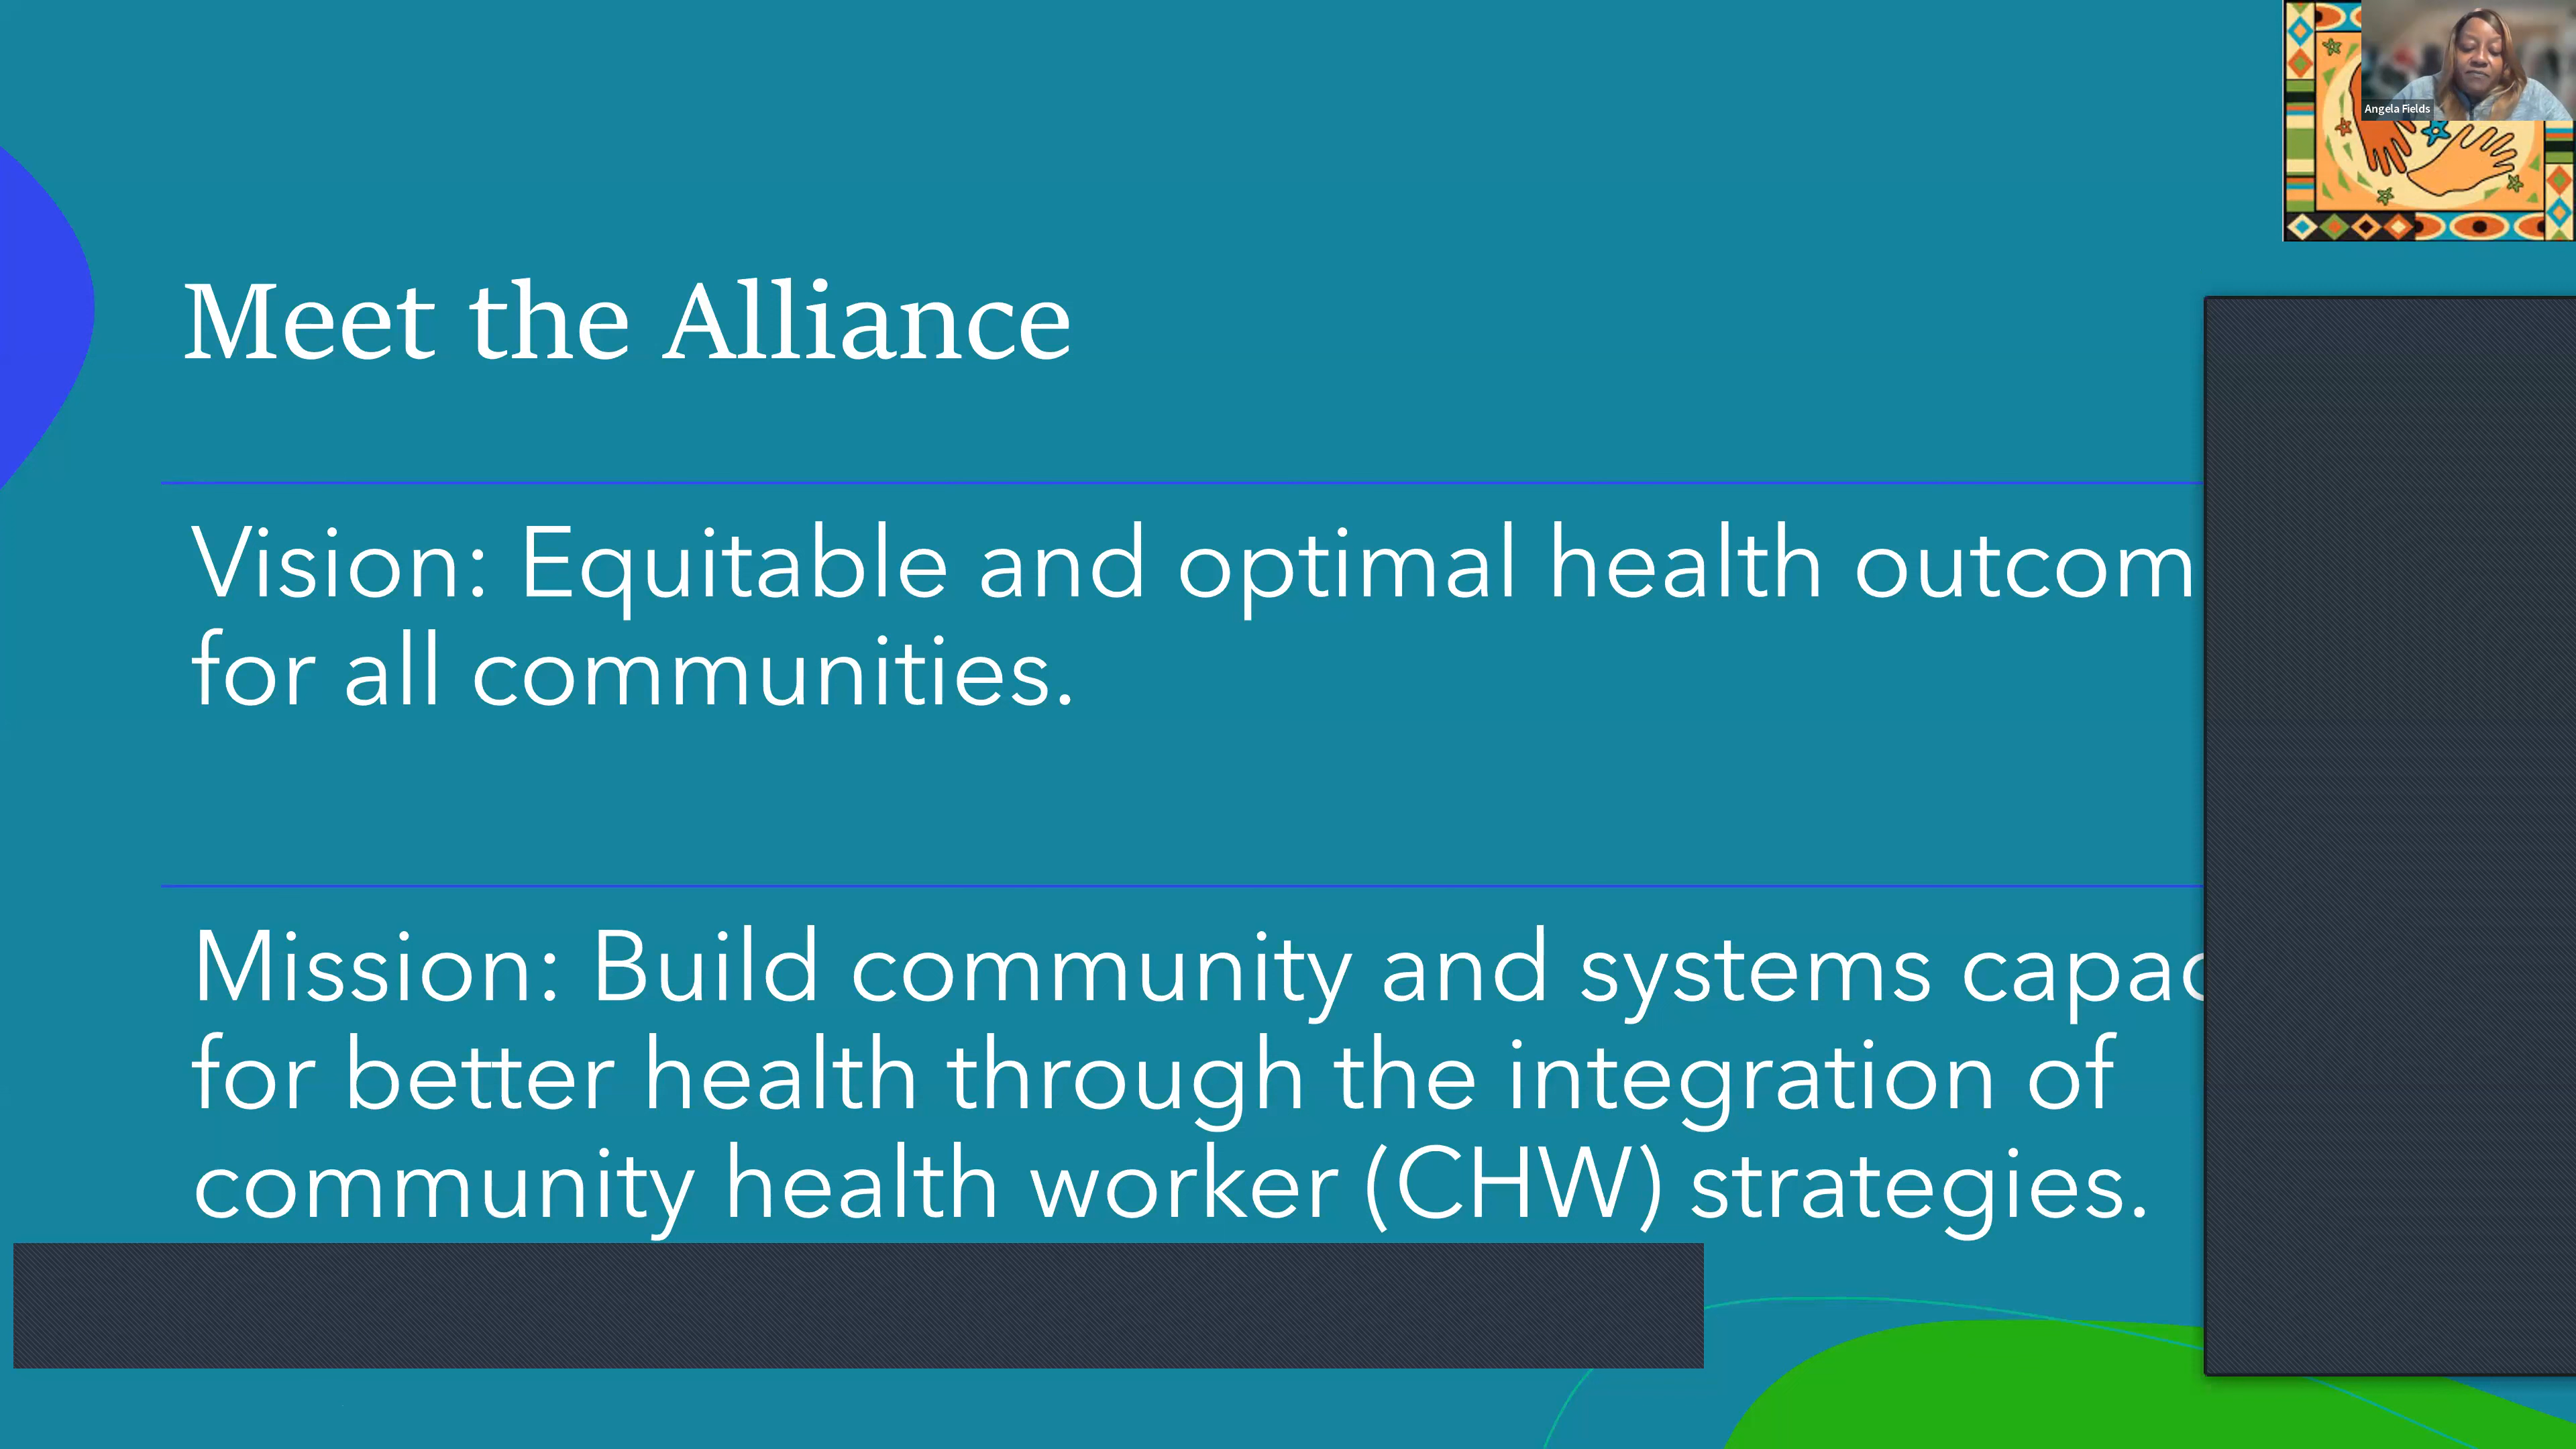 Angela Fields
Meet the Alliance
Vision: Equitable and optimal health outcom
for all communities.
Mission: Build community and systems capac
for better health through the integration of
community health worker (CHW) strategies.